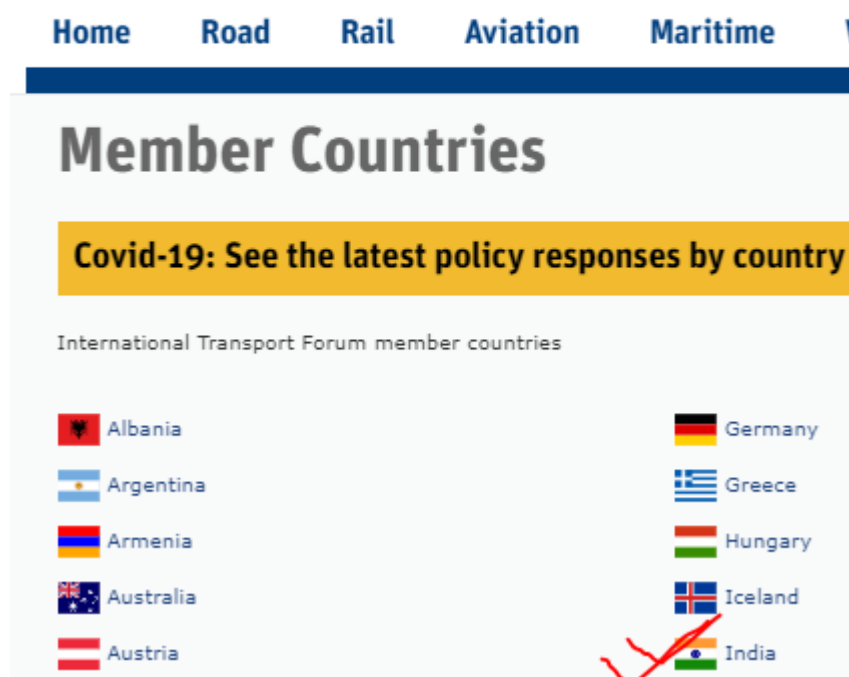 Home Road Rail Aviation Maritime
Member Countries
Covid-19: See the latest policy responses by country
International Transport Forum member countries
Albania
Argentina
Armenia
Australia
Austria
Germany
Greece
Hungary
Iceland
India